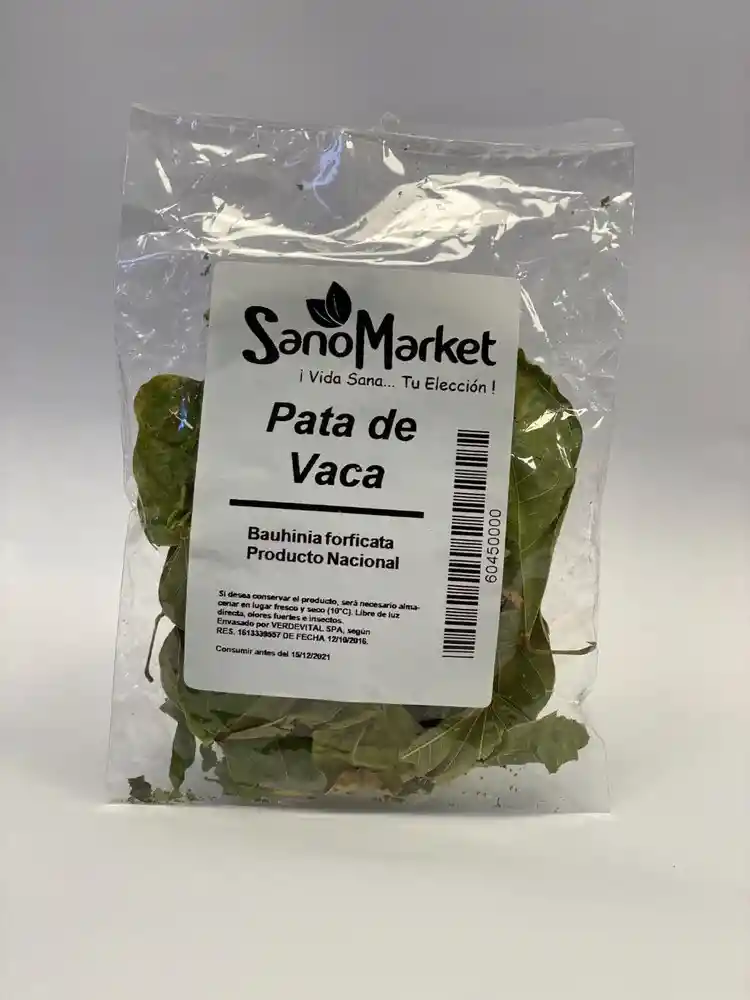 SanoMarket
¡ Vida Sana... Tu Elección !
Pata de
Vaca
Bauhinia forficata
Producto Nacional
Si desea conservar el producto, será necesario alma-
cenar en lugar fresco y seco (10°C). Libre de luz
directa, olores fuertes e insectos.
Envasado por VERDEVITAL SPA, según
RES. 1613339557 DE FECHA 12/10/2016.
Consumir antes del 15/12/2021
60450000